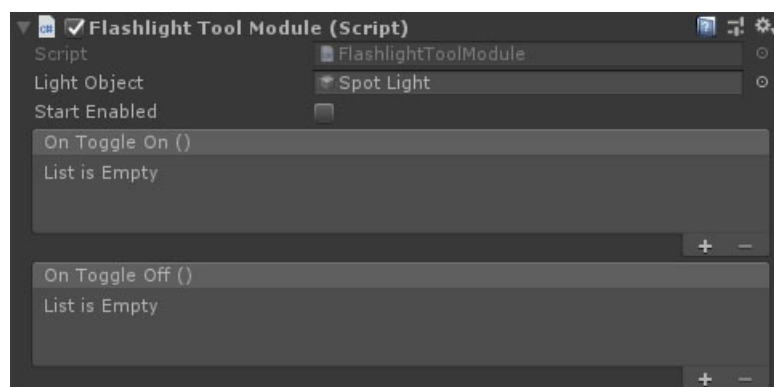 Flashlight Tool Module (Script)
Script FlashlightToolModule
Light Object Spot Light
Start Enabled
On Toggle On ()
List is Empty
+ −
On Toggle Off ()
List is Empty
+ −